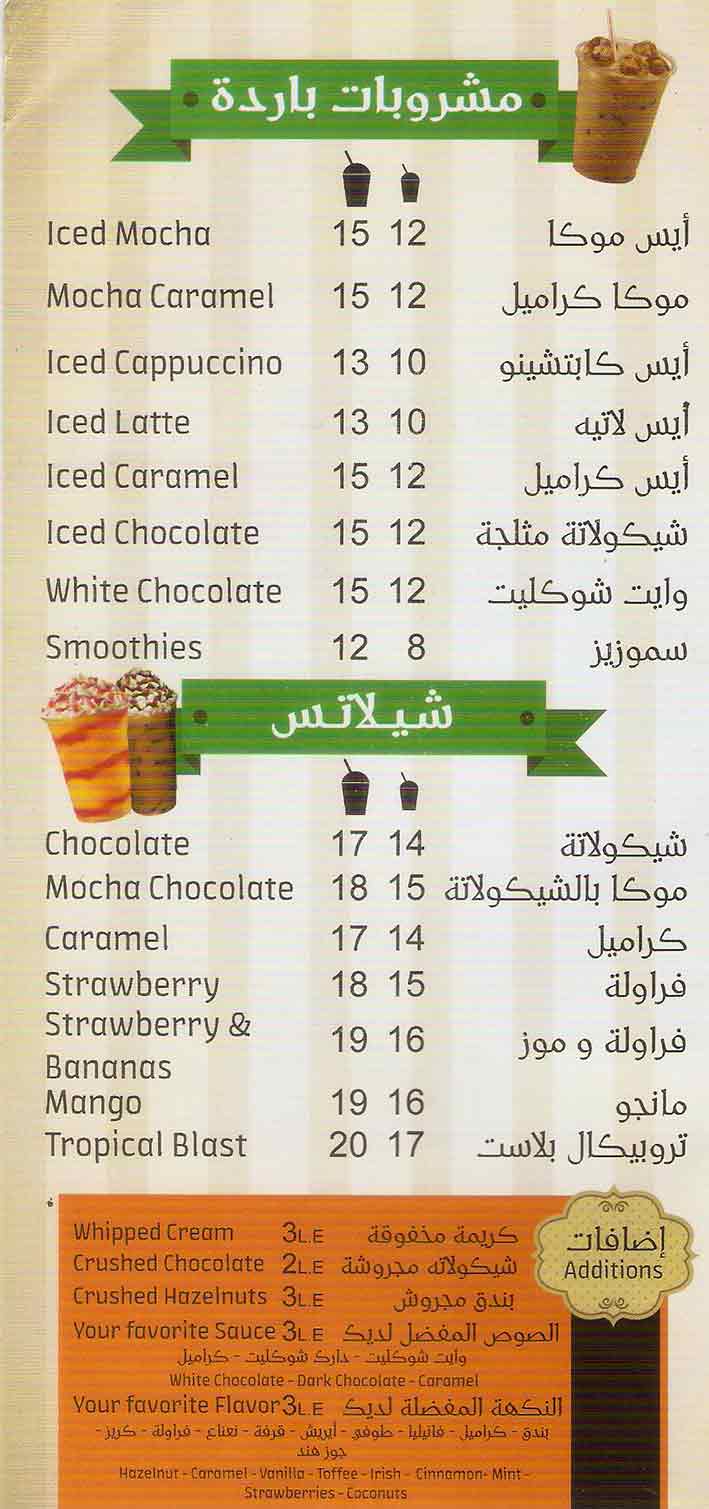 مشروبات باردة
Iced Mocha 15 12 أيس موكا
Mocha Caramel 15 12 موكا كراميل
Iced Cappuccino 13 10 أيس كابتشينو
Iced Latte 13 10 أيس لاتيه
Iced Caramel 15 12 أيس كراميل
Iced Chocolate 15 12 شيكولاتة مثلجة
White Chocolate 15 12 وايت شوكليت
Smoothies 12 8 سموزيز
شيلاتس
Chocolate 17 14 شيكولاتة
Mocha Chocolate 18 15 موكا بالشيكولاتة
Caramel 17 14 كراميل
Strawberry 18 15 فراولة
Strawberry &
Bananas 19 16 فراولة و موز
Mango 19 16 مانجو
Tropical Blast 20 17 تروبيكال بلاست
إضافات
Additions
Whipped Cream 3L.E كريمة مخفوقة
Crushed Chocolate 2L.E شيكولاته مجروشة
Crushed Hazelnuts 3L.E بندق مجروش
Your favorite Sauce 3L.E الصوص المفضل لديك
وايت شوكليت - دارك شوكليت - كراميل
White Chocolate - Dark Chocolate - Caramel
Your favorite Flavor 3L.E النكهة المفضلة لديك
بندق - كراميل - فانيليا - طوفي - أيريش - قرفة - نعناع - فراولة - كريز -
جوز هند
Hazelnut - Caramel - Vanilla - Toffee - Irish - Cinnamon- Mint -
Strawberries - Coconuts